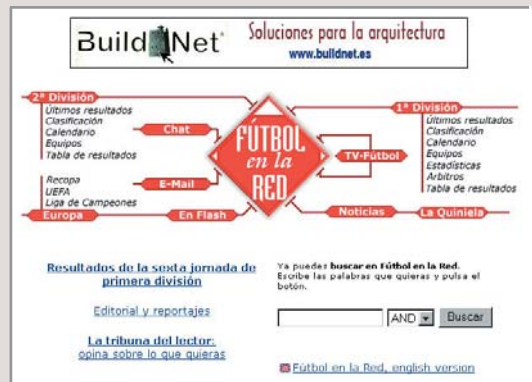 Build Net
Soluciones para la arquitectura
www.buildnet.es
2ª División
Últimos resultados
Clasificación
Calendario
Equipos
Tabla de resultados
Chat
E-Mail
Recopa
UEFA
Liga de Campeones
Europa
En Flash
FÚTBOL
en la
RED
1ª División
Últimos resultados
Clasificación
Calendario
Equipos
Estadísticas
Arbitros
Tabla de resultados
TV-Fútbol
Noticias
La Quiniela
Resultados de la sexta jornada de
primera división
Editorial y reportajes
La tribuna del lector:
opina sobre lo que quieras
Ya puedes buscar en Fútbol en la Red.
Escribe las palabras que quieras y pulsa el
botón.
AND
Buscar
Fútbol en la Red, english version